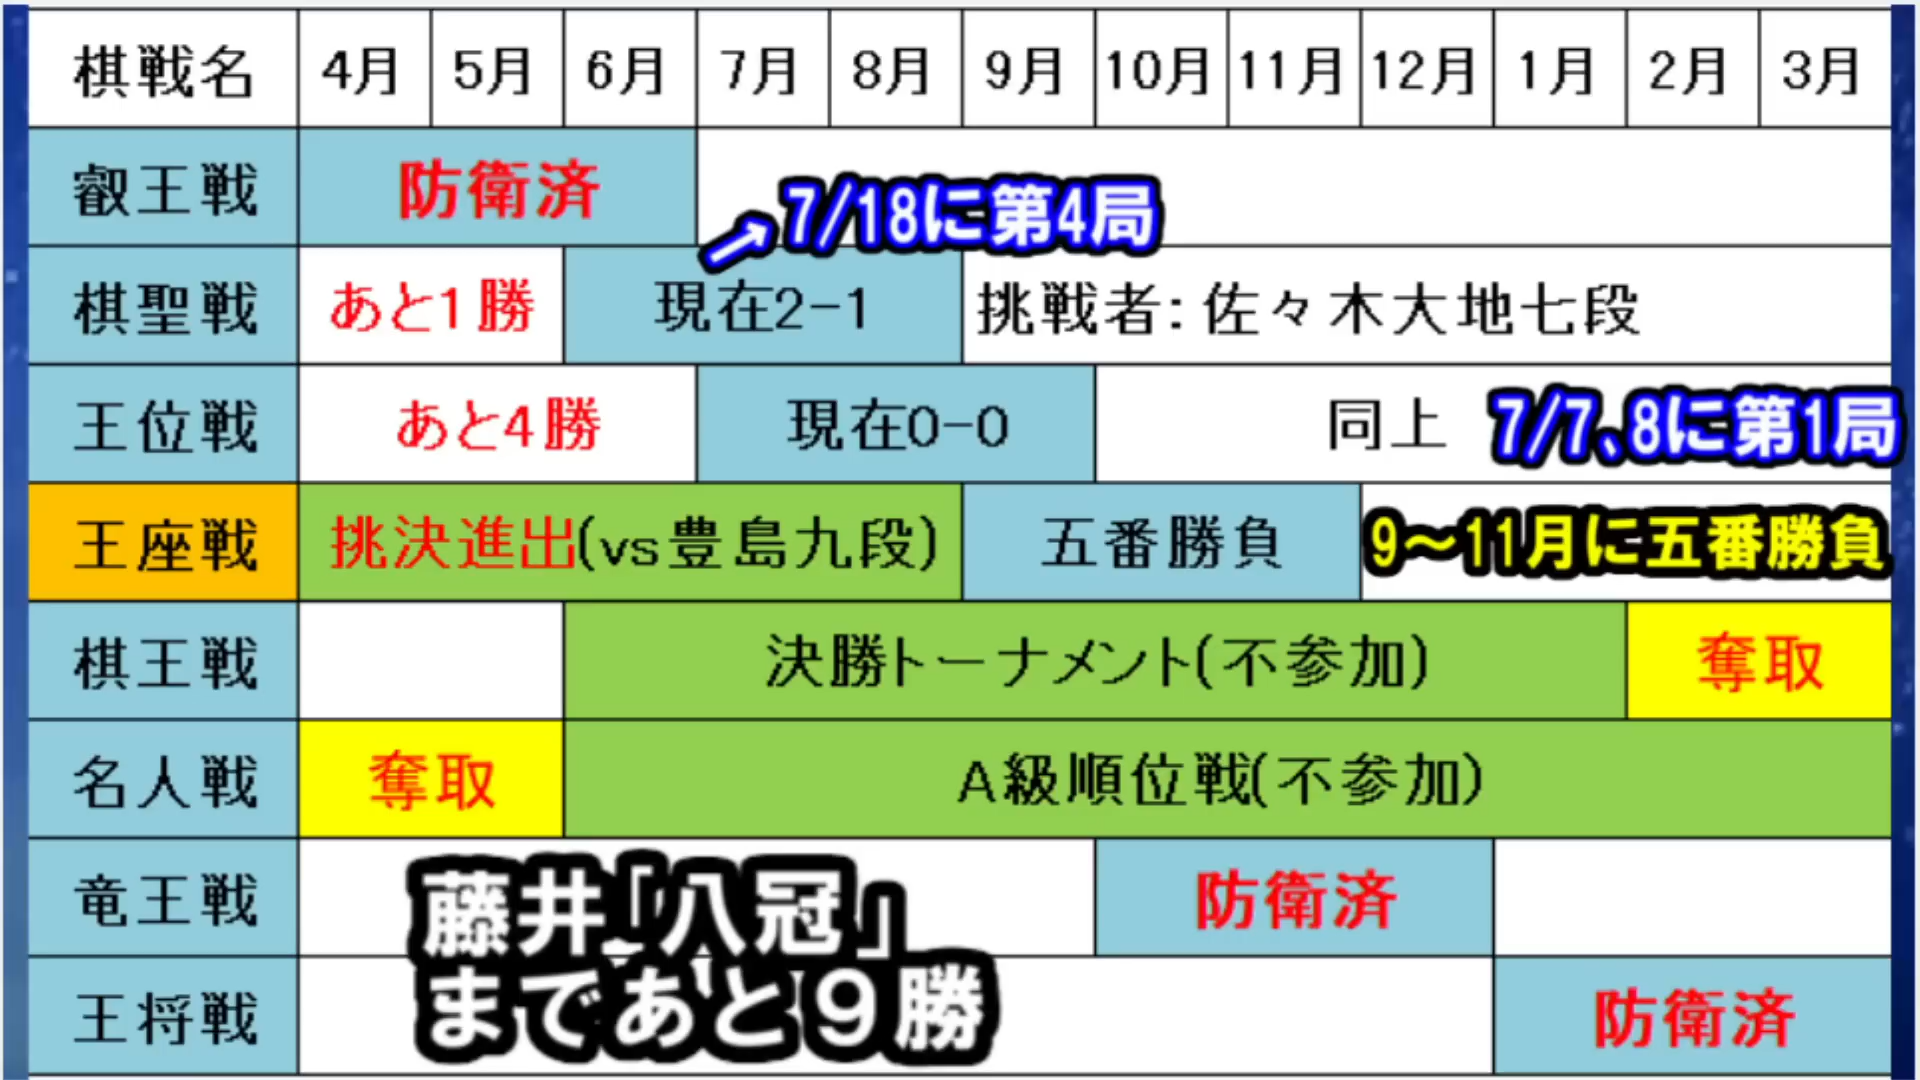 棋戦名 4月 5月 6月 7月 8月 9月 10月 11月 12月 1月 2月 3月
叡王戦 防衛済
→7/18に第4局
棋聖戦 あと1勝 現在2-1 挑戦者:佐々木大地七段
王位戦 あと4勝 現在0-0 同上 7/7、8に第1局
王座戦 挑決進出(vs豊島九段) 五番勝負 9～11月に五番勝負
棋王戦 決勝トーナメント(不参加) 奪取
名人戦 奪取 A級順位戦(不参加)
竜王戦 防衛済
藤井「八冠」
まであと9勝
王将戦 防衛済